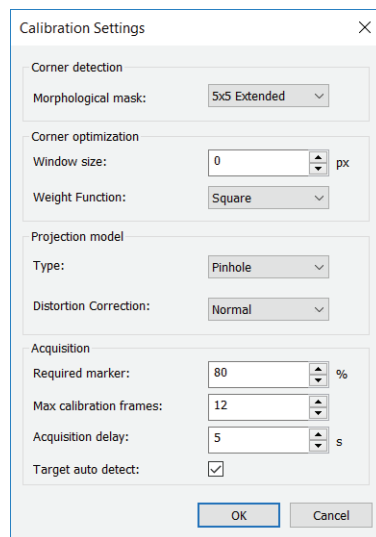 Calibration Settings
Corner detection
Morphological mask: 5x5 Extended
Corner optimization
Window size: 0 px
Weight Function: Square
Projection model
Type: Pinhole
Distortion Correction: Normal
Acquisition
Required marker: 80 %
Max calibration frames: 12
Acquisition delay: 5 s
Target auto detect:
OK Cancel